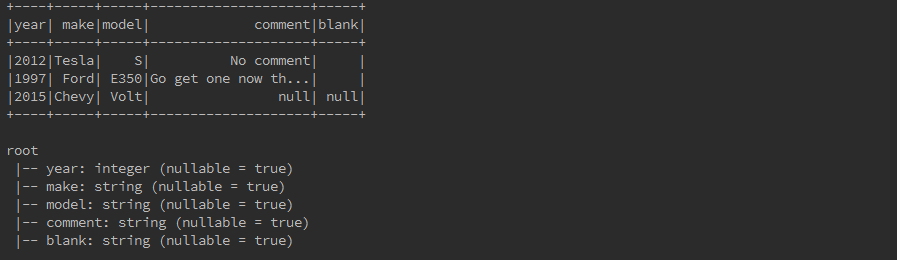 +----+-----+-----+--------------------+-----+
|year| make|model|             comment|blank|
+----+-----+-----+--------------------+-----+
|2012|Tesla|    S|          No comment|     |
|1997| Ford| E350|Go get one now th...|     |
|2015|Chevy| Volt|                null| null|
+----+-----+-----+--------------------+-----+
root
 |-- year: integer (nullable = true)
 |-- make: string (nullable = true)
 |-- model: string (nullable = true)
 |-- comment: string (nullable = true)
 |-- blank: string (nullable = true)